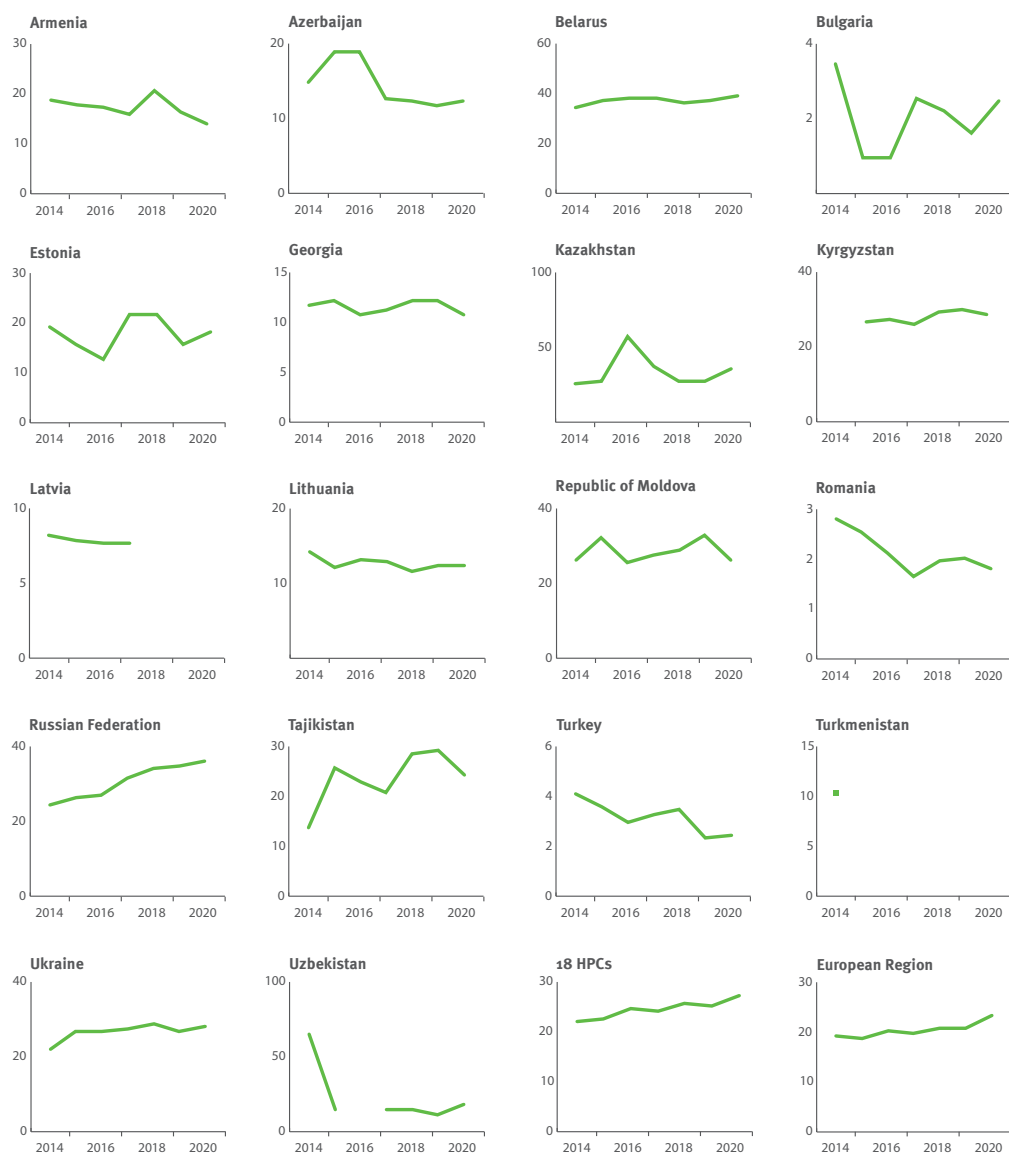 Armenia
30
20
10
0
2014 2016 2018 2020
Azerbaijan
20
10
0
2014 2016 2018 2020
Belarus
60
40
20
0
2014 2016 2018 2020
Bulgaria
4
2
2014 2016 2018 2020
Estonia
30
20
10
0
2014 2016 2018 2020
Georgia
15
10
5
0
2014 2016 2018 2020
Kazakhstan
100
50
2014 2016 2018 2020
Kyrgyzstan
40
20
0
2014 2016 2018 2020
Latvia
10
5
0
2014 2016 2018 2020
Lithuania
20
10
2014 2016 2018 2020
Republic of Moldova
40
20
0
2014 2016 2018 2020
Romania
3
2
1
0
2014 2016 2018 2020
Russian Federation
40
20
0
2014 2016 2018 2020
Tajikistan
30
20
10
0
2014 2016 2018 2020
Turkey
6
4
2
0
2014 2016 2018 2020
Turkmenistan
15
10
5
0
2014 2016 2018 2020
Ukraine
40
20
0
2014 2016 2018 2020
Uzbekistan
100
50
0
2014 2016 2018 2020
18 HPCs
30
20
10
0
2014 2016 2018 2020
European Region
30
20
10
0
2014 2016 2018 2020